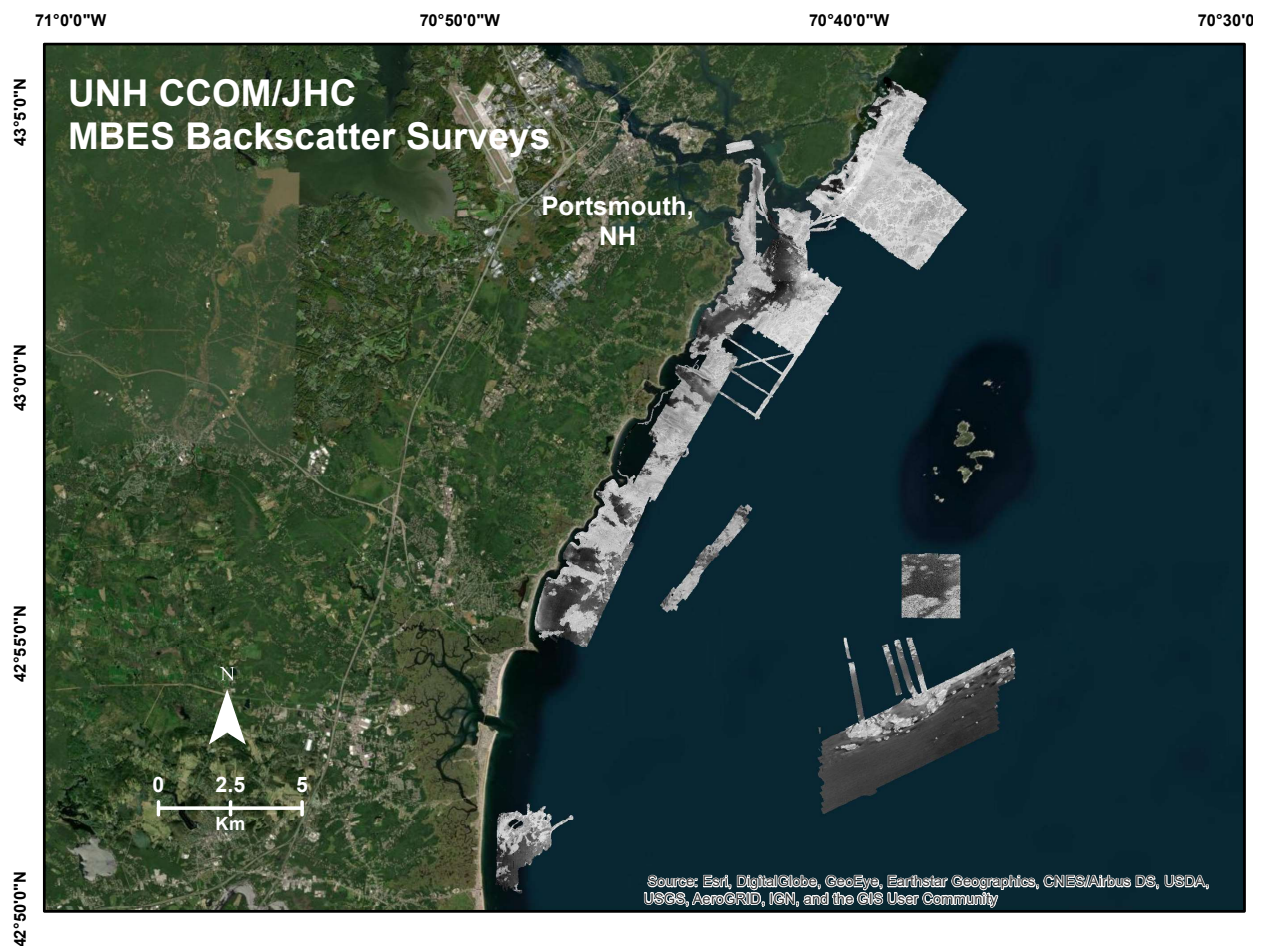 71°0'0"W
70°50'0"W
70°40'0"W
70°30'0
UNH CCOM/JHC
MBES Backscatter Surveys
Portsmouth,
NH
43°5'0"N
43°0'0"N
42°55'0"N
42°50'0"N
N
0 2.5 5
Km
Source: Esri, DigitalGlobe, GeoEye, Earthstar Geographics, CNES/Airbus DS, USDA,
USGS, AeroGRID, IGN, and the GIS User Community